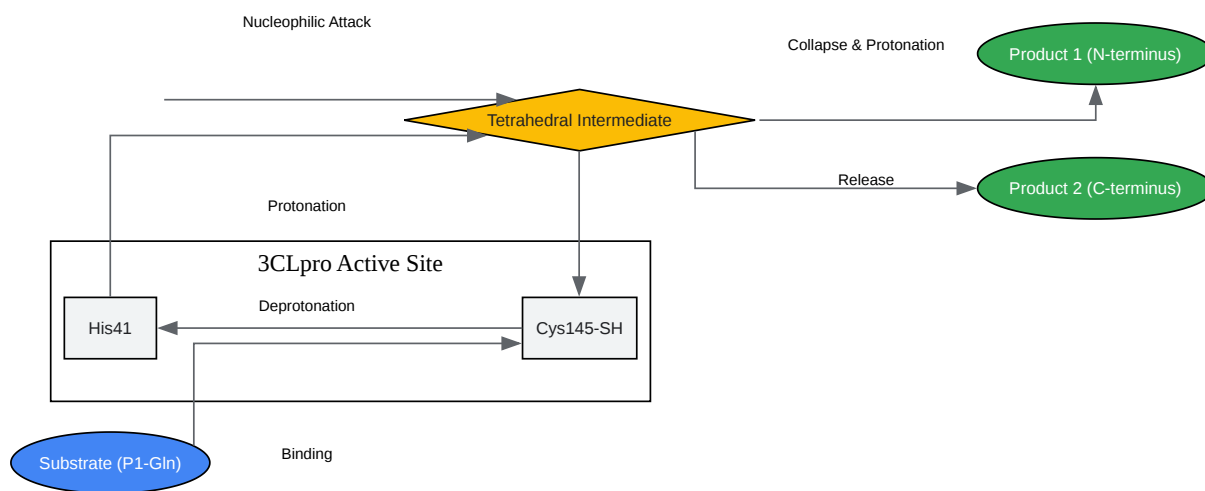 Nucleophilic Attack
Collapse & Protonation
Product 1 (N-terminus)
Tetrahedral Intermediate
Release
Product 2 (C-terminus)
Protonation
3CLpro Active Site
Deprotonation
His41
Cys145-SH
Binding
Substrate (P1-Gln)